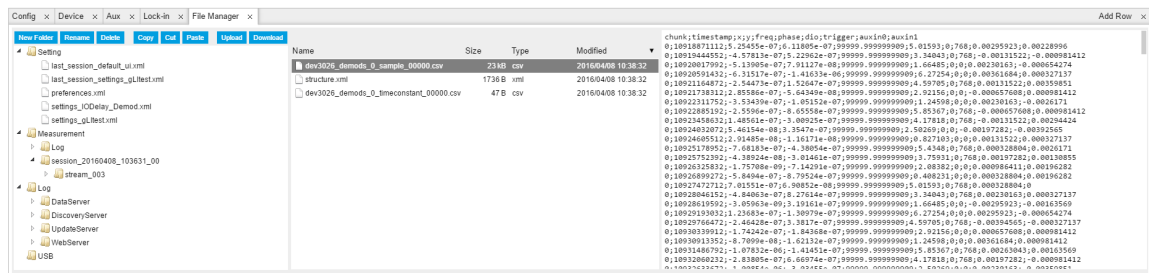 Config × Device × Aux × Lock-in × File Manager × Add Row ×
New Folder Rename Delete Copy Cut Paste Upload Download
Setting
last_session_default_ui.xml
last_session_settings_gLItest.xml
preferences.xml
settings_IODelay_Demod.xml
settings_gLItest.xml
Measurement
Log
session_20160408_103631_00
stream_003
Log
DataServer
DiscoveryServer
UpdateServer
WebServer
USB
Name Size Type Modified
dev3026_demods_0_sample_00000.csv 23 kB csv 2016/04/08 10:38:32
structure.xml 1736 B xml 2016/04/08 10:38:32
dev3026_demods_0_timeconstant_00000.csv 47 B csv 2016/04/08 10:38:32
chunk;timestamp;x;y;freq;phase;dio;trigger;auxin0;auxin1
0;10918871112;5.25455e-07;6.11805e-07;99999.999999909;5.01593;0;768;0.00295923;0.00228996
0;10919444552;-4.57813e-07;5.22962e-07;99999.999999909;3.34043;0;768;-0.00131522;-0.000981412
0;10920017992;-5.13905e-07;7.91127e-08;99999.999999909;1.66485;0;0;-0.00230163;-0.000654274
0;10920591432;-6.31517e-07;-1.41633e-06;99999.999999909;6.27254;0;0;0.00361684;0.000327137
0;10921164872;-2.54473e-07;1.52647e-07;99999.999999909;4.59705;0;768;0.00131522;0.00359851
0;10921738312;2.85586e-07;-5.64349e-08;99999.999999909;2.92156;0;0;-0.000657608;0.000981412
0;10922311752;-3.53439e-07;-1.05152e-07;99999.999999909;1.24598;0;0;0.00230163;-0.0026171
0;10922885192;-2.5596e-07;-8.65558e-07;99999.999999909;5.85367;0;768;-0.000657608;0.000981412
0;10923458632;1.48561e-07;-3.00925e-07;99999.999999909;4.17818;0;768;-0.00131522;0.00294424
0;10924032072;5.46154e-08;3.3547e-07;99999.999999909;2.50269;0;0;-0.00197282;-0.00392565
0;10924605512;2.91485e-08;-1.16171e-08;99999.999999909;0.827103;0;0;0.00131522;0.000327137
0;10925178952;-7.68183e-07;-4.38054e-07;99999.999999909;5.4348;0;768;0.000328804;0.0026171
0;10925752392;-4.38924e-08;-3.01461e-07;99999.999999909;3.75931;0;768;0.00197282;0.00130855
0;10926325832;-1.75708e-09;-7.14291e-07;99999.999999909;2.08382;0;0;0.000986411;0.00196282
0;10926899272;-5.8494e-07;-8.79524e-07;99999.999999909;0.408231;0;0;0.000328804;0.00196282
0;10927472712;7.01551e-07;6.90852e-08;99999.999999909;5.01593;0;768;0.000328804;0
0;10928046152;-4.84063e-07;8.27614e-07;99999.999999909;3.34043;0;768;0.00230163;0.000327137
0;10928619592;-3.05963e-09;3.19161e-07;99999.999999909;1.66485;0;0;-0.00295923;-0.00163569
0;10929193032;1.23683e-07;-1.30979e-07;99999.999999909;6.27254;0;0;0.00295923;-0.000654274
0;10929766472;-2.46428e-07;3.3817e-07;99999.999999909;4.59705;0;768;-0.00394565;-0.000327137
0;10930339912;-1.74242e-07;-1.84368e-07;99999.999999909;2.92156;0;0;0.000657608;0.000981412
0;10930913352;-8.7099e-08;-1.62132e-07;99999.999999909;1.24598;0;0;0.00361684;0.000981412
0;10931486792;-1.07832e-06;-1.41451e-07;99999.999999909;5.85367;0;768;0.00263043;0.00163569
0;10932060232;-2.83805e-07;6.66974e-07;99999.999999909;4.17818;0;768;0.00197282;-0.000981412